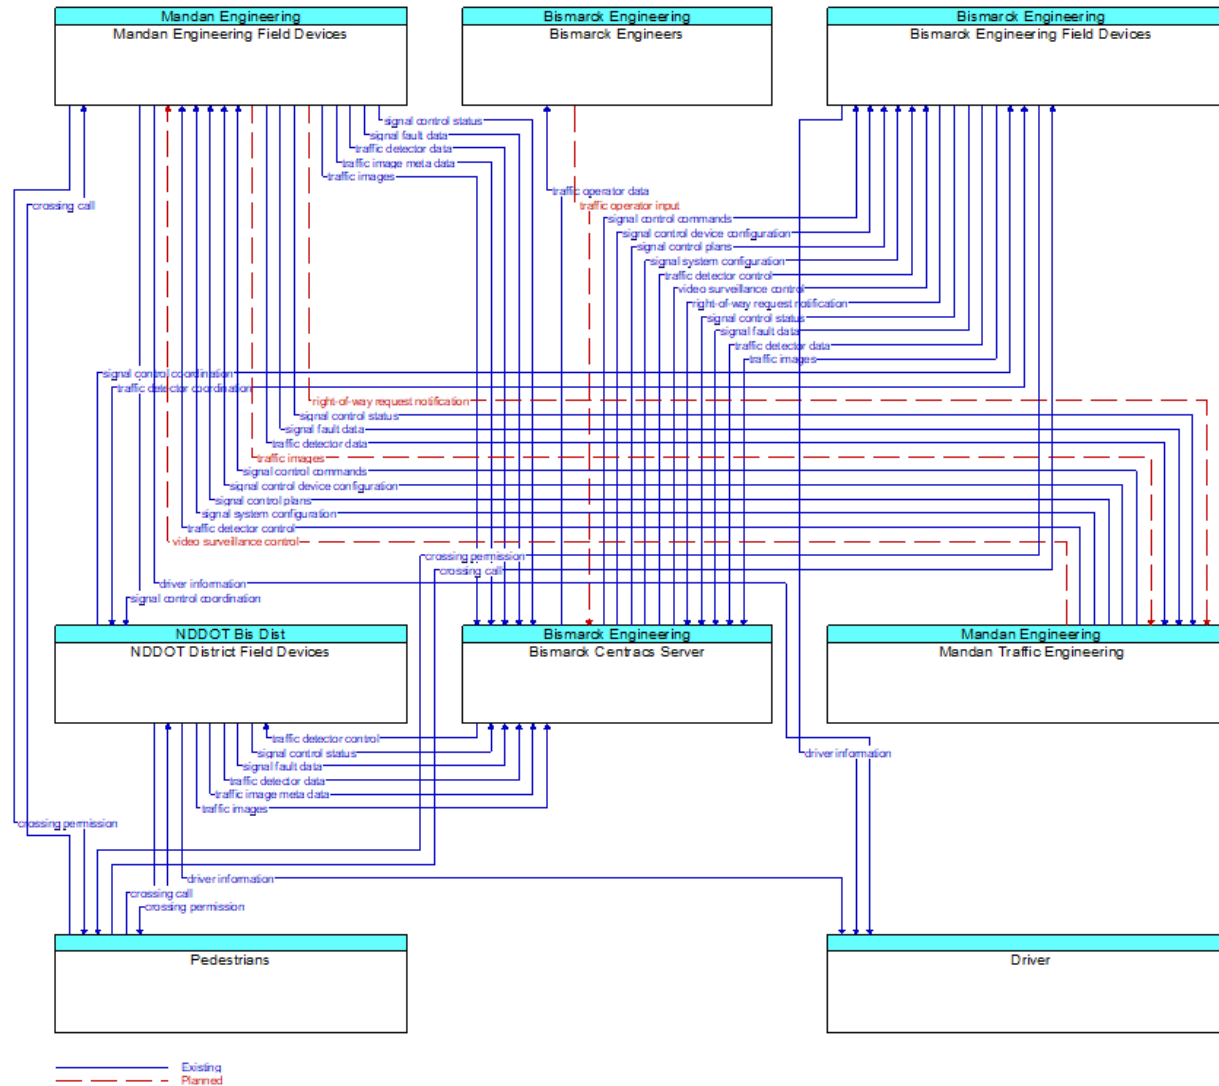 Mandan Engineering
Mandan Engineering Field Devices
Bismarck Engineering
Bismarck Engineers
Bismarck Engineering
Bismarck Engineering Field Devices
signal control status
signal fault data
traffic detector data
traffic image meta data
traffic images
crossing call
traffic operator data
traffic operator input
signal control commands
signal control device configuration
signal control plans
signal system configuration
traffic detector control
video surveillance control
right-of-way request notification
signal control status
signal fault data
traffic detector data
traffic images
signal control coordination
traffic detector coordination
right-of-way request notification
signal control status
signal fault data
traffic detector data
traffic images
signal control commands
signal control device configuration
signal control plans
signal system configuration
traffic detector control
video surveillance control
crossing permission
crossing call
driver information
signal control coordination
NDDOT Bis Dist
NDDOT District Field Devices
Bismarck Engineering
Bismarck Centracs Server
Mandan Engineering
Mandan Traffic Engineering
traffic detector control
signal control status
signal fault data
traffic detector data
traffic image meta data
traffic images
driver information
crossing permission
driver information
crossing call
crossing permission
Pedestrians
Driver
Existing
Planned